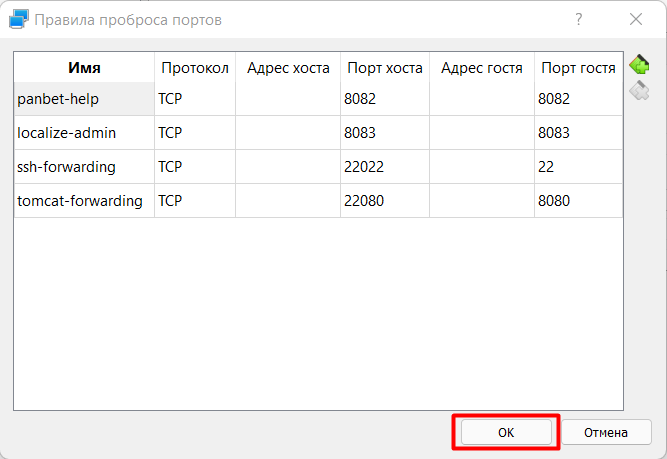 Правила проброса портов ?
Имя Протокол Адрес хоста Порт хоста Адрес гостя Порт гостя
panbet-help TCP 8082 8082
localize-admin TCP 8083 8083
ssh-forwarding TCP 22022 22
tomcat-forwarding TCP 22080 8080
OK Отмена